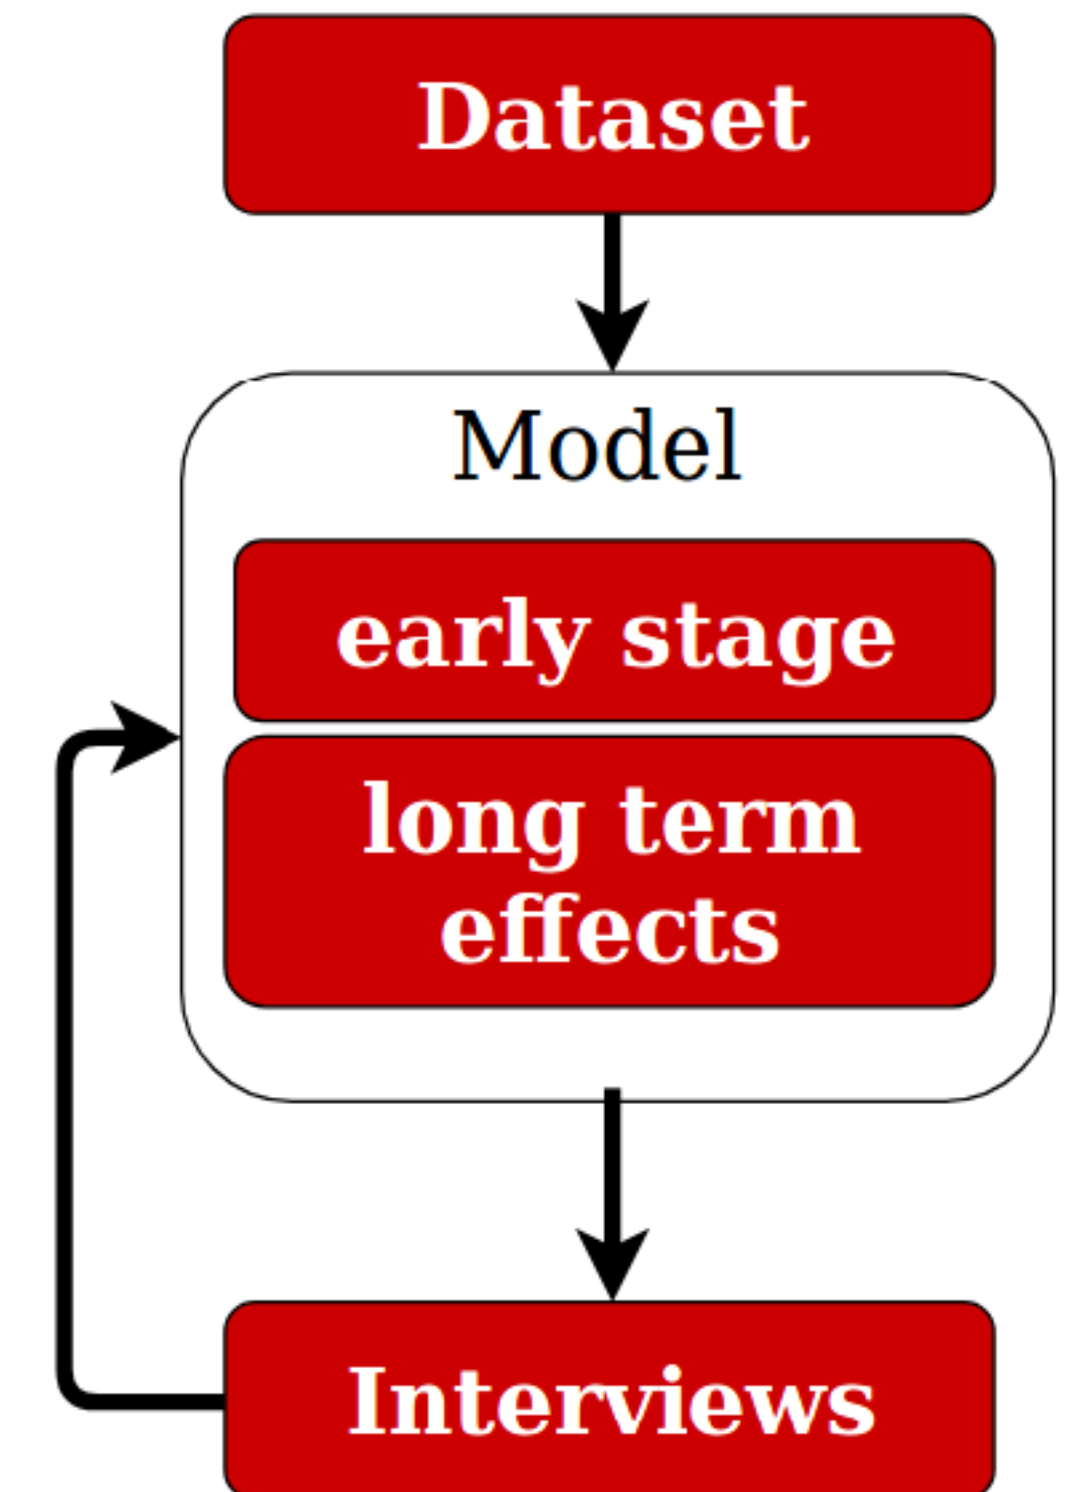 Dataset
Model
early stage
long term
effects
Interviews